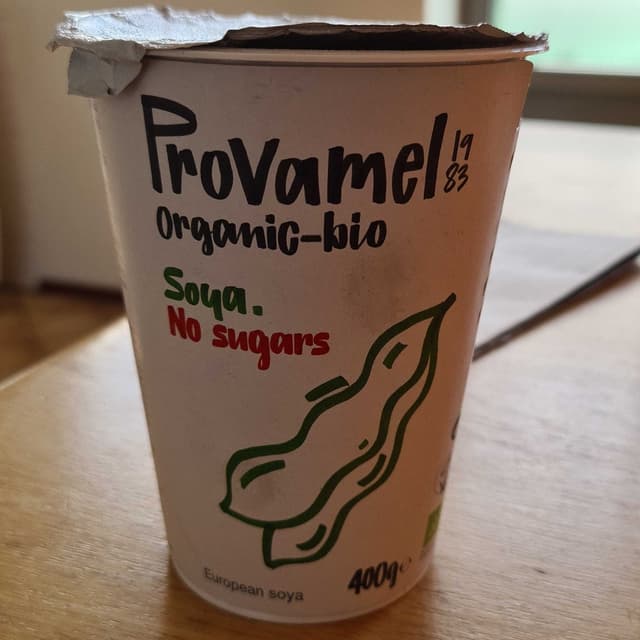 Provamel 19
83
Organic-bio
Soya.
No sugars
European soya
400g℮